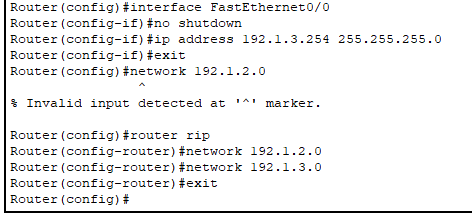 Router(config)#interface FastEthernet0/0
Router(config-if)#no shutdown
Router(config-if)#ip address 192.1.3.254 255.255.255.0
Router(config-if)#exit
Router(config)#network 192.1.2.0
^
% Invalid input detected at '^' marker.
Router(config)#router rip
Router(config-router)#network 192.1.2.0
Router(config-router)#network 192.1.3.0
Router(config-router)#exit
Router(config)#